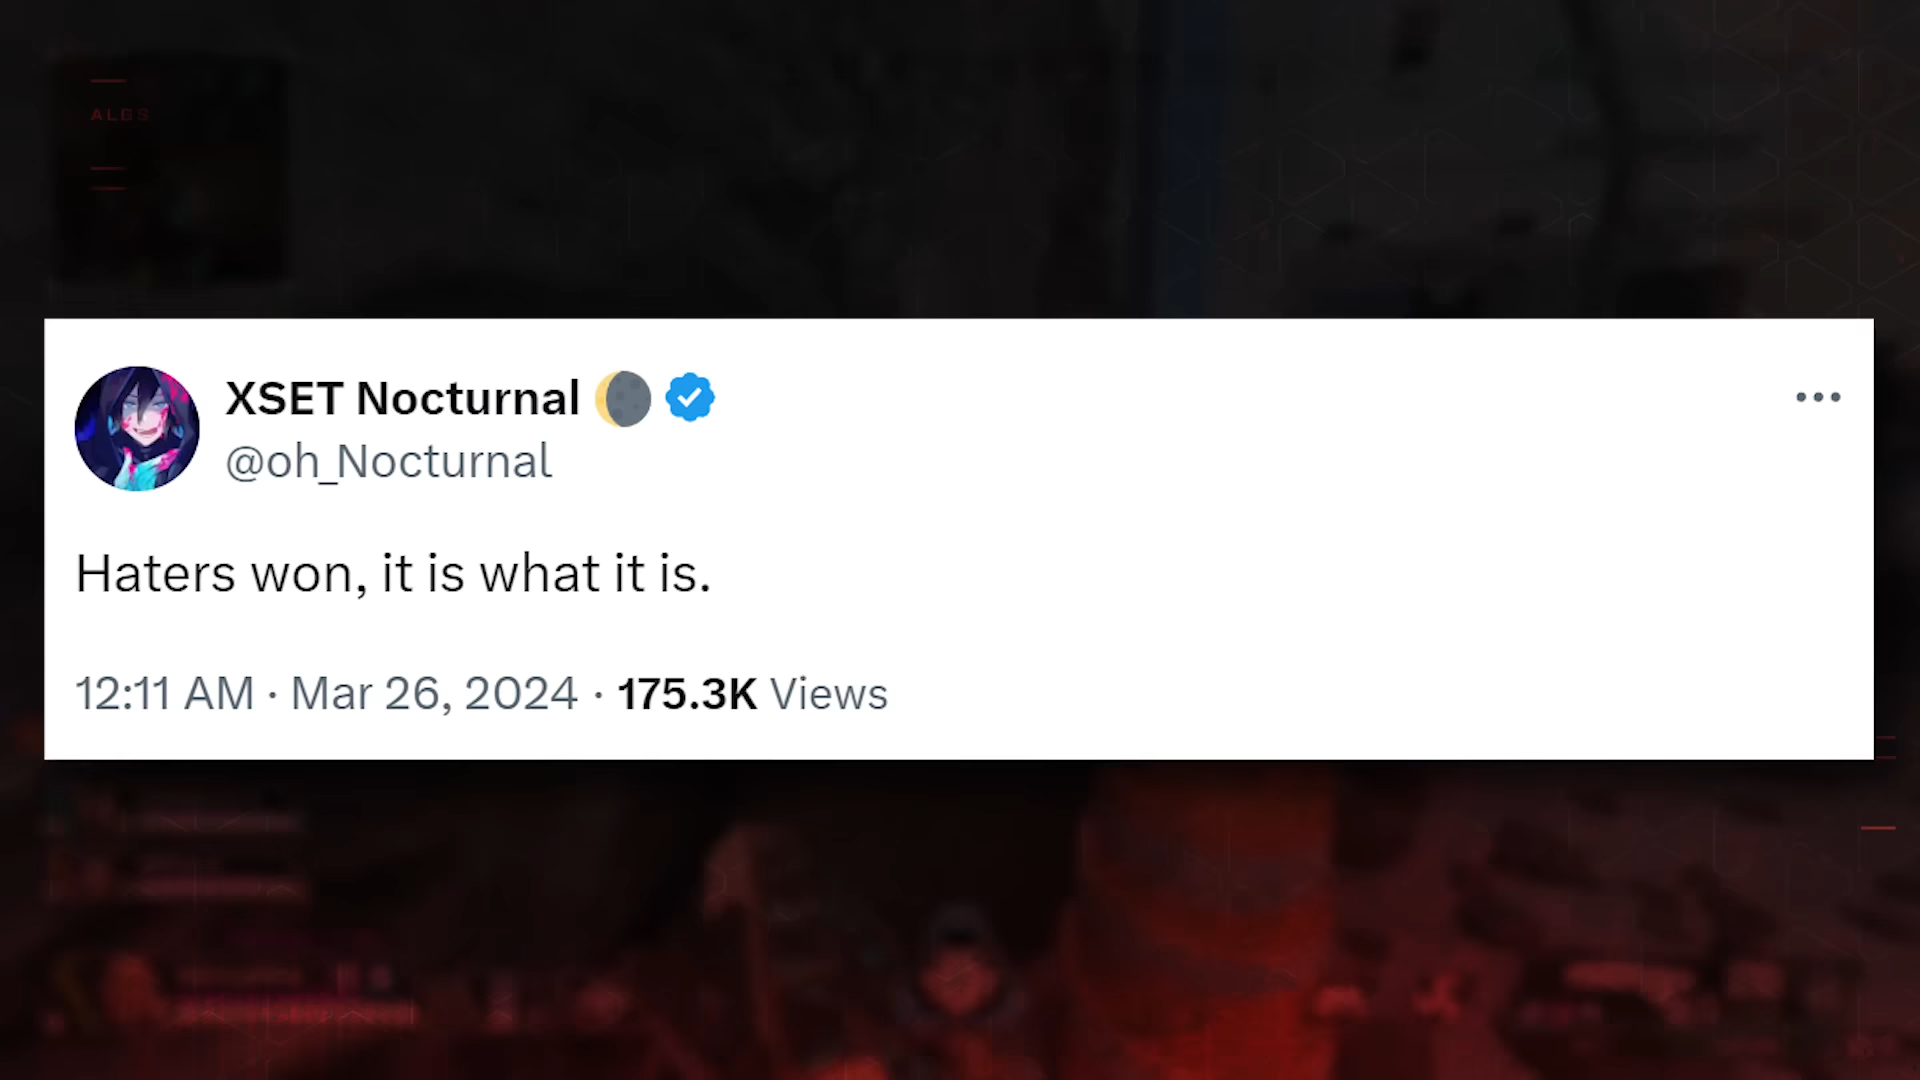 ALGS
XSET Nocturnal 🌘
@oh_Nocturnal
Haters won, it is what it is.
12:11 AM · Mar 26, 2024 · 175.3K Views